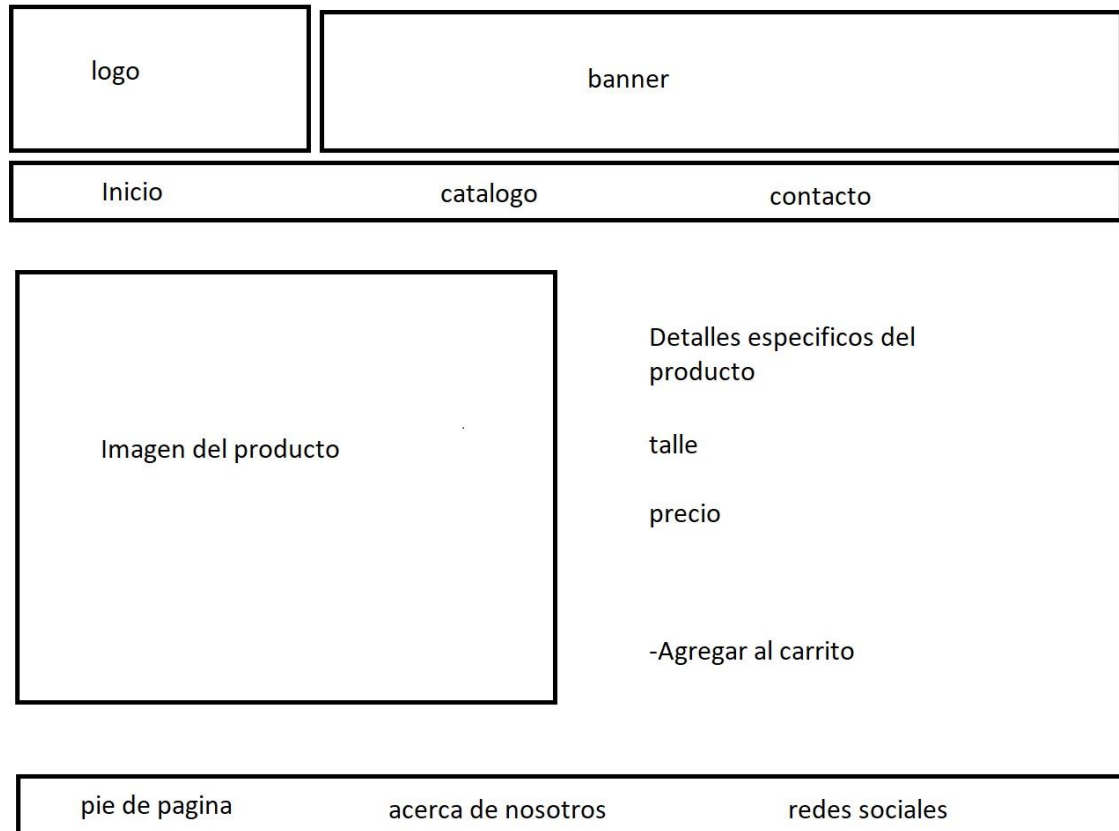 logo
banner
Inicio
catalogo
contacto
Imagen del producto
Detalles especificos del
producto
talle
precio
-Agregar al carrito
pie de pagina
acerca de nosotros
redes sociales